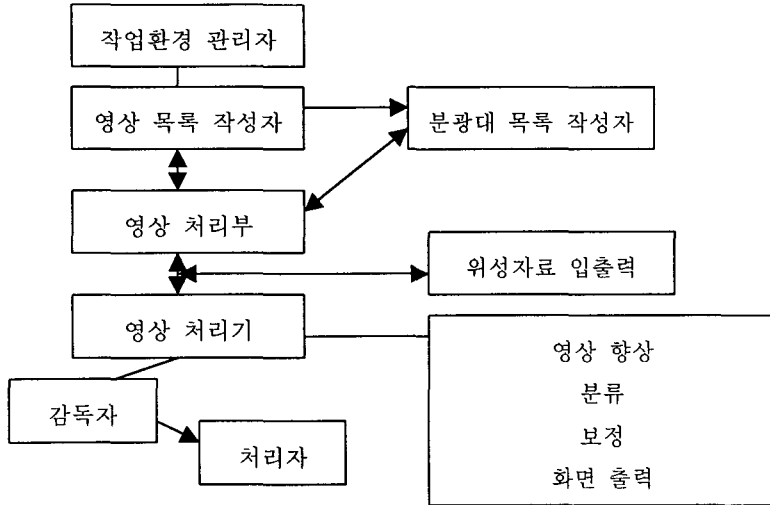 작업환경 관리자
영상 목록 작성자
분광대 목록 작성자
영상 처리부
위성자료 입출력
영상 처리기
영상 향상
분류
보정
화면 출력
감독자
처리자